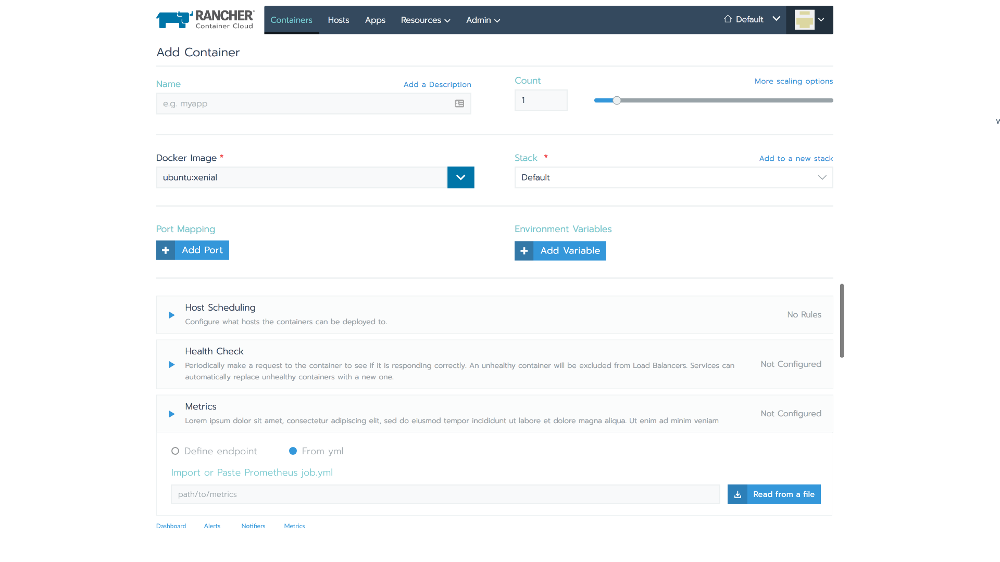 RANCHER
Container Cloud
Containers Hosts Apps Resources Admin Default
Add Container
Name Add a Description
e.g. myapp
Count More scaling options
1
Docker Image *
ubuntu:xenial
Stack * Add to a new stack
Default
Port Mapping
Add Port
Environment Variables
Add Variable
Host Scheduling
Configure what hosts the containers can be deployed to.
No Rules
Health Check
Periodically make a request to the container to see if it is responding correctly. An unhealthy container will be excluded from Load Balancers. Services can
automatically replace unhealthy containers with a new one.
Not Configured
Metrics
Lorem ipsum dolor sit amet, consectetur adipiscing elit, sed do eiusmod tempor incididunt ut labore et dolore magna aliqua. Ut enim ad minim veniam
Not Configured
Define endpoint From yml
Import or Paste Prometheus job.yml
path/to/metrics
Read from a file
Dashboard Alerts Notifiers Metrics